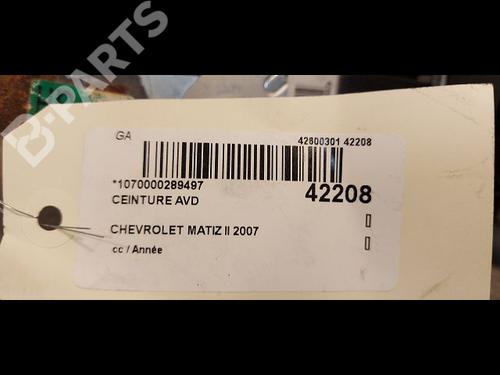 B-PARTS
GA
42800301 42208
*1070000289497
42208
CEINTURE AVD
CHEVROLET MATIZ II 2007
cc / Année